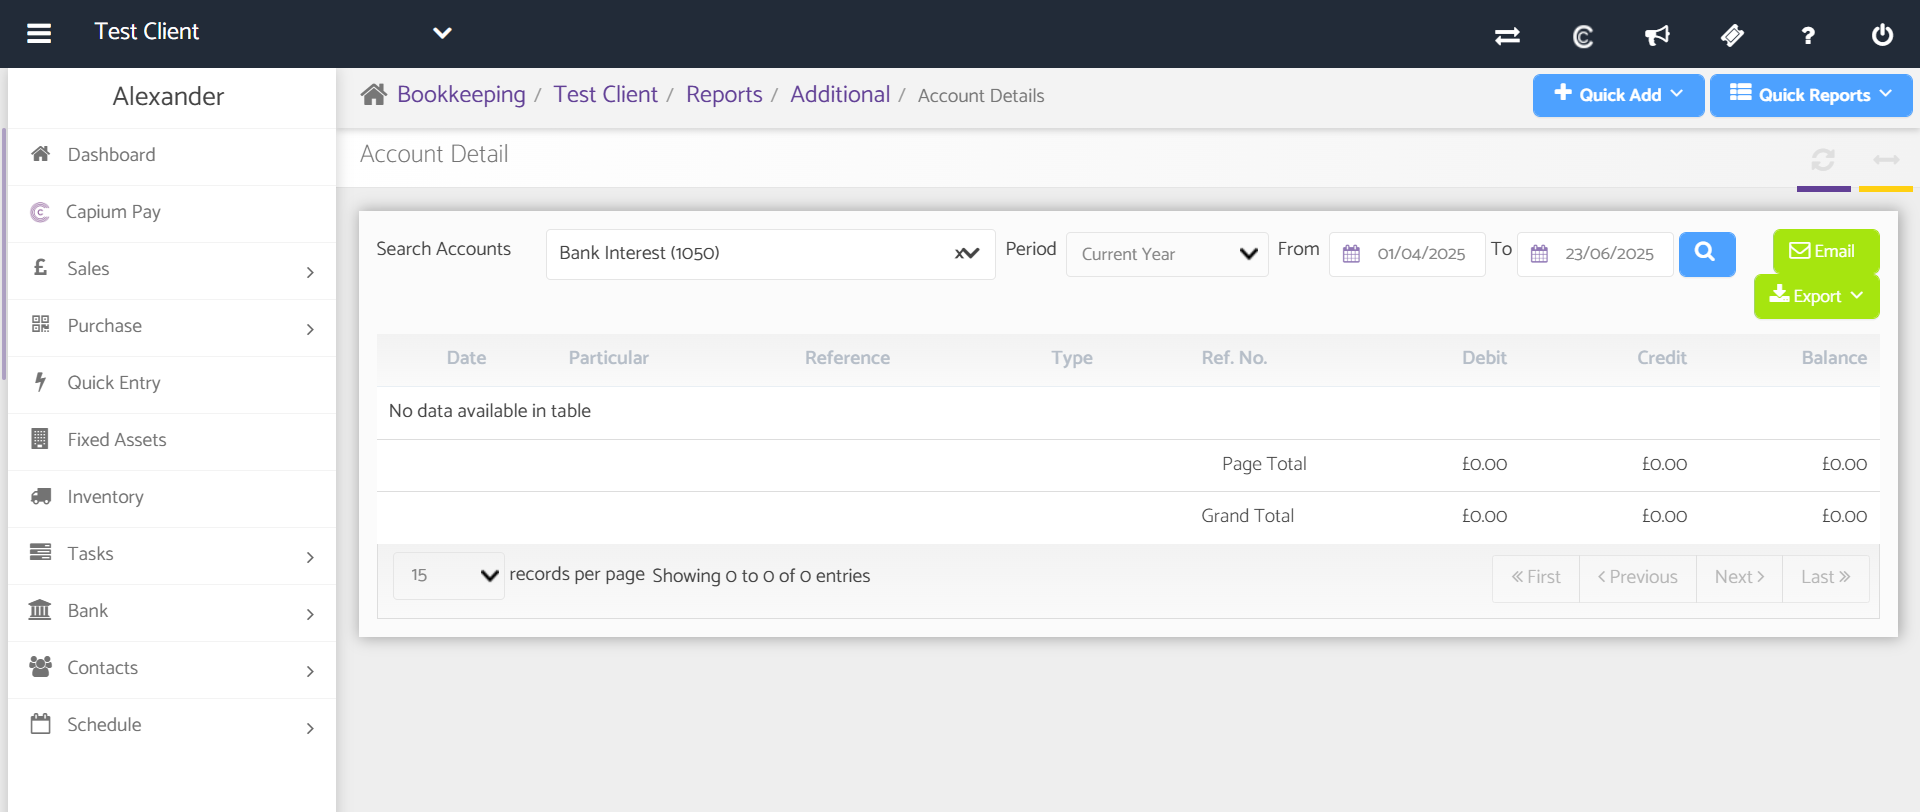 Test Client
Alexander
Bookkeeping / Test Client / Reports / Additional / Account Details
+ Quick Add
Quick Reports
Account Detail
Dashboard
Capium Pay
Sales
Purchase
Quick Entry
Fixed Assets
Inventory
Tasks
Bank
Contacts
Schedule
Search Accounts
Bank Interest (1050)
x
Period
Current Year
From
01/04/2025
To
23/06/2025
Email
Export
Date Particular Reference Type Ref. No. Debit Credit Balance
No data available in table
Page Total £0.00 £0.00 £0.00
Grand Total £0.00 £0.00 £0.00
15 records per page Showing 0 to 0 of 0 entries
« First ‹ Previous Next › Last »